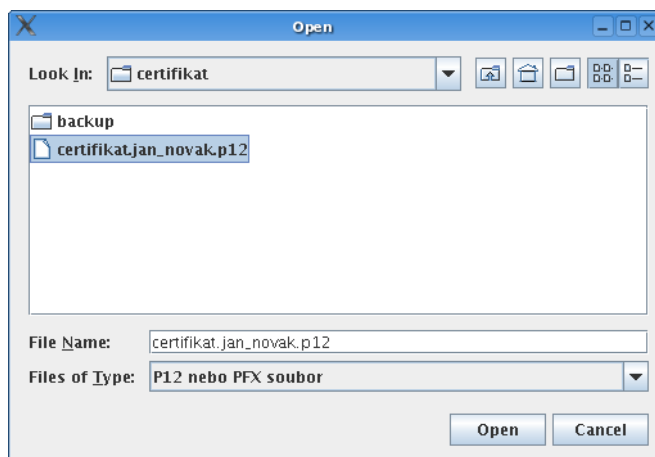 Open
Look In: certifikat
backup
certifikat.jan_novak.p12
File Name: certifikat.jan_novak.p12
Files of Type: P12 nebo PFX soubor
Open Cancel